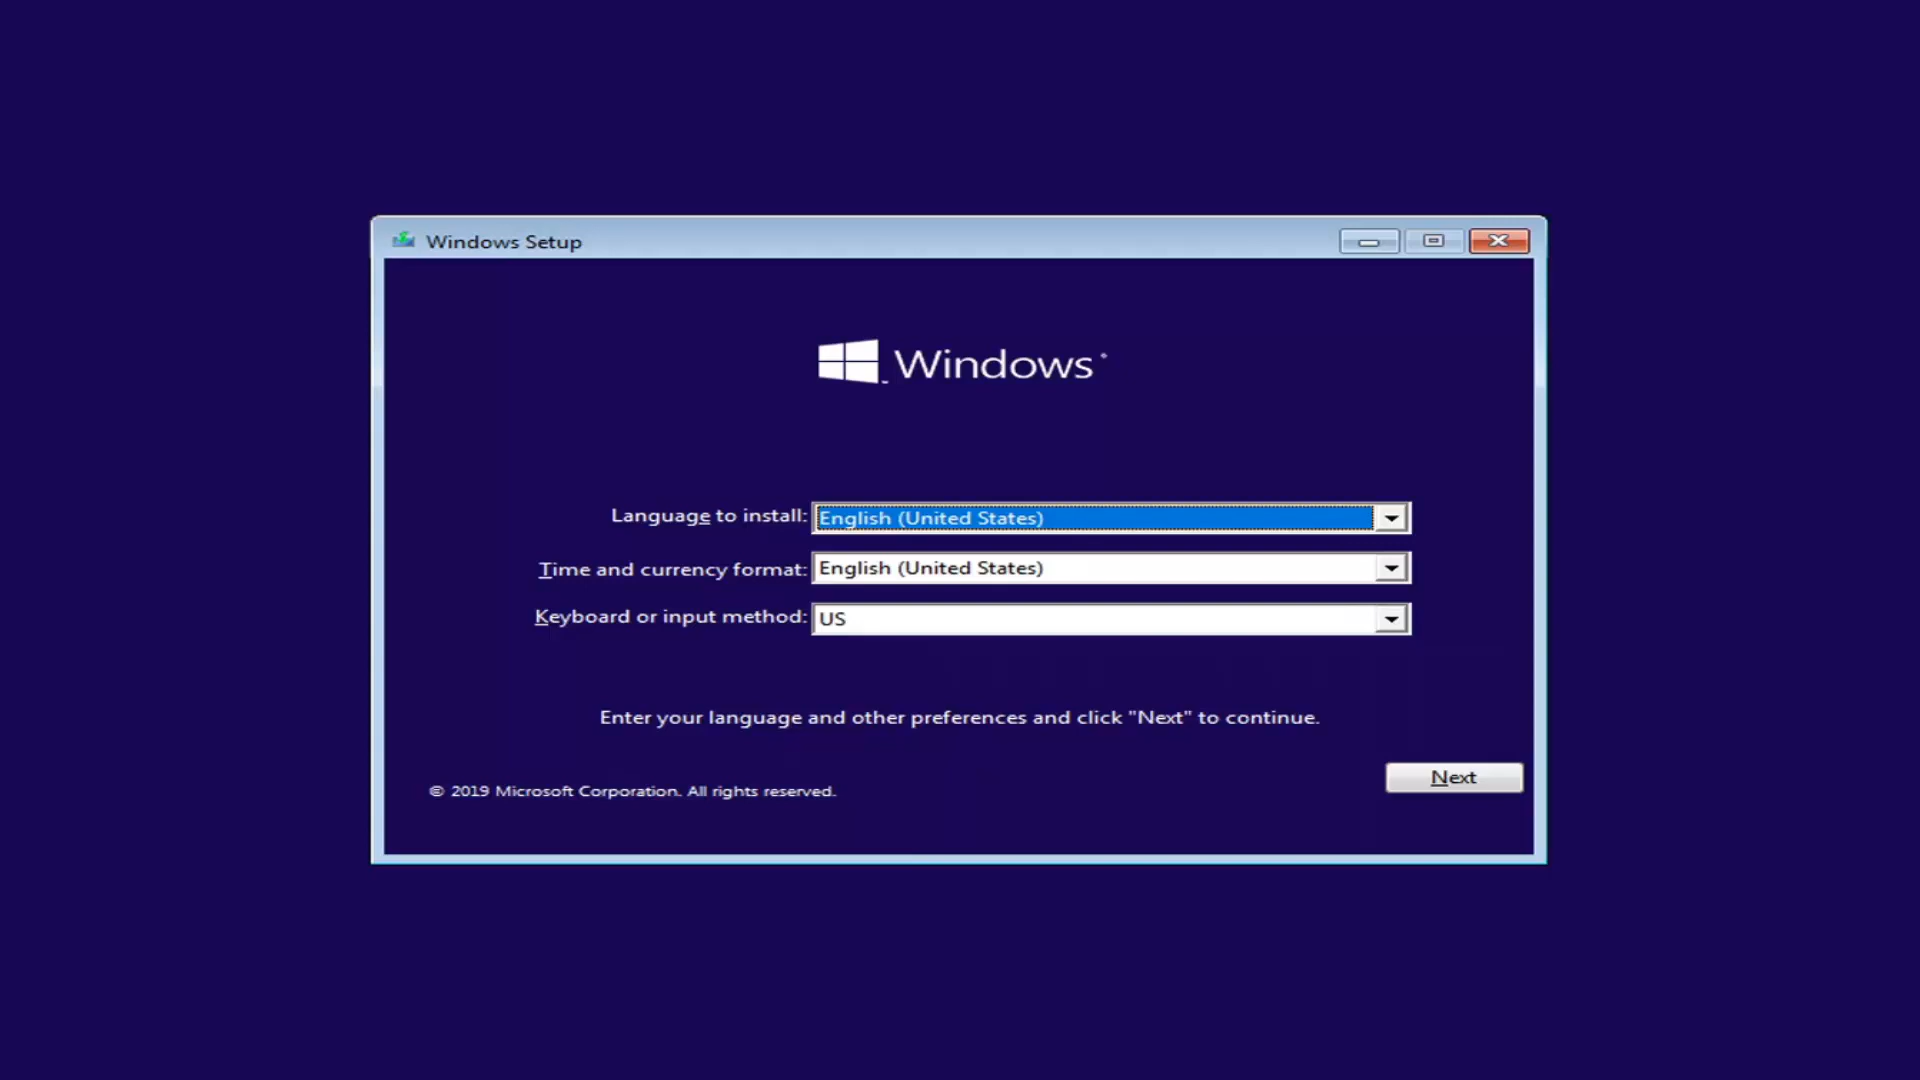 Windows Setup
Windows
Language to install: English (United States)
Time and currency format: English (United States)
Keyboard or input method: US
Enter your language and other preferences and click "Next" to continue.
© 2019 Microsoft Corporation. All rights reserved.
Next